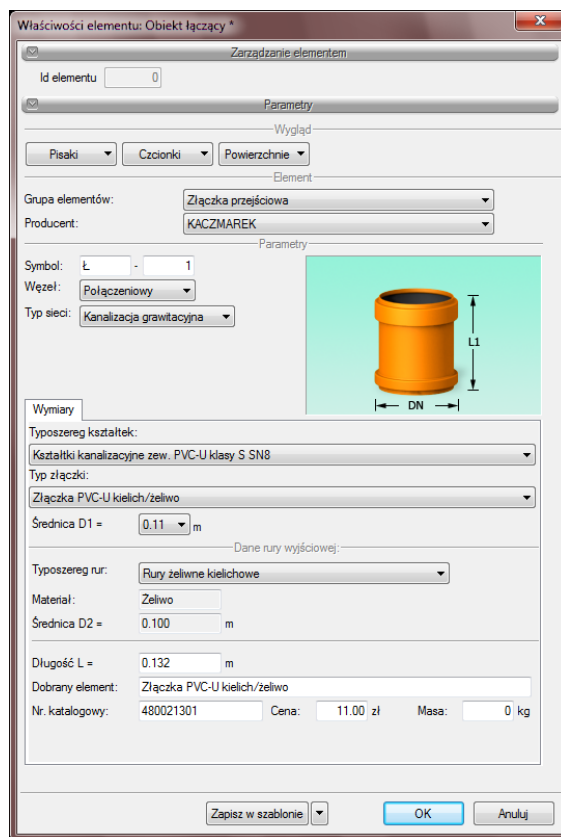 Właściwości elementu: Obiekt łączący *
Zarządzanie elementem
Id elementu 0
Parametry
Wygląd
Pisaki Czcionki Powierzchnie
Element
Grupa elementów: Złączka przejściowa
Producent: KACZMAREK
Parametry
Symbol: Ł - 1
Węzeł: Połączeniowy
Typ sieci: Kanalizacja grawitacyjna
L1
DN
Wymiary
Typoszereg kształtek:
Kształtki kanalizacyjne zew. PVC-U klasy S SN8
Typ złączki:
Złączka PVC-U kielich/żeliwo
Średnica D1 = 0.11 m
Dane rury wyjściowej:
Typoszereg rur: Rury żeliwne kielichowe
Materiał: Żeliwo
Średnica D2 = 0.100 m
Długość L = 0.132 m
Dobrany element: Złączka PVC-U kielich/żeliwo
Nr. katalogowy: 480021301 Cena: 11.00 zł Masa: 0 kg
Zapisz w szablonie OK Anuluj